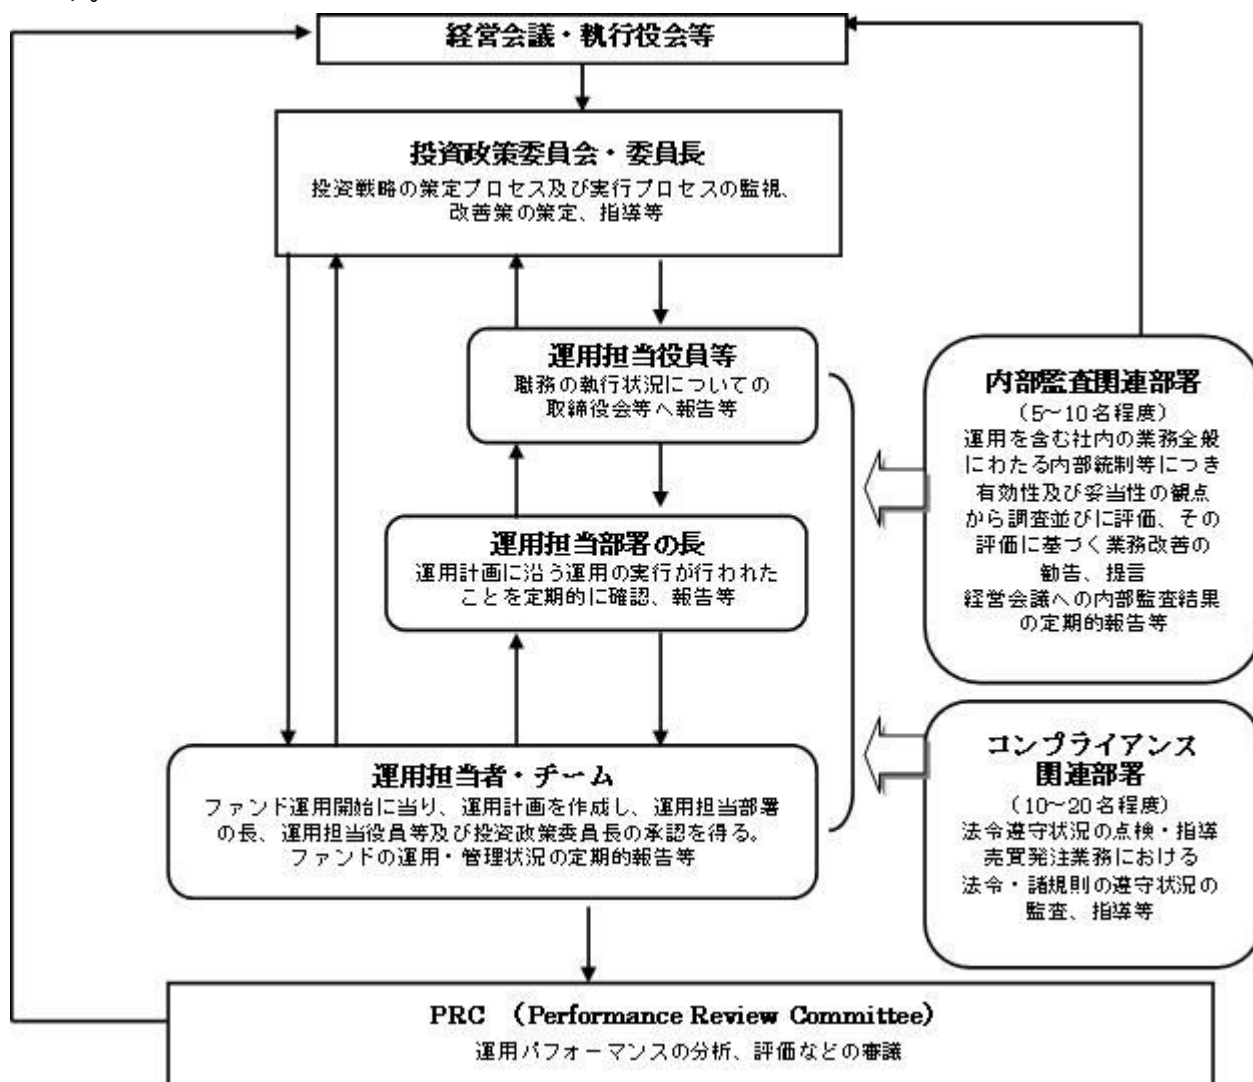 経営会議・執行役会等
投資政策委員会・委員長
投資戦略の策定プロセス及び実行プロセスの監視、
改善策の策定、指導等
運用担当役員等
職務の執行状況についての
取締役会等へ報告等
運用担当部署の長
運用計画に沿う運用の実行が行われた
ことを定期的に確認、報告等
運用担当者・チーム
ファンド運用開始に当り、運用計画を作成し、運用担当部署
の長、運用担当役員等及び投資政策委員長の承認を得る。
ファンドの運用・管理状況の定期的報告等
内部監査関連部署
（5～10名程度）
運用を含む社内の業務全般
にわたる内部統制等につき
有効性及び妥当性の観点
から調査並びに評価、その
評価に基づく業務改善の
勧告、提言
経営会議への内部監査結果
の定期的報告等
コンプライアンス
関連部署
（10～20名程度）
法令遵守状況の点検・指導
売買発注業務における
法令・諸規則の遵守状況の
監査、指導等
PRC （Performance Review Committee）
運用パフォーマンスの分析、評価などの審議